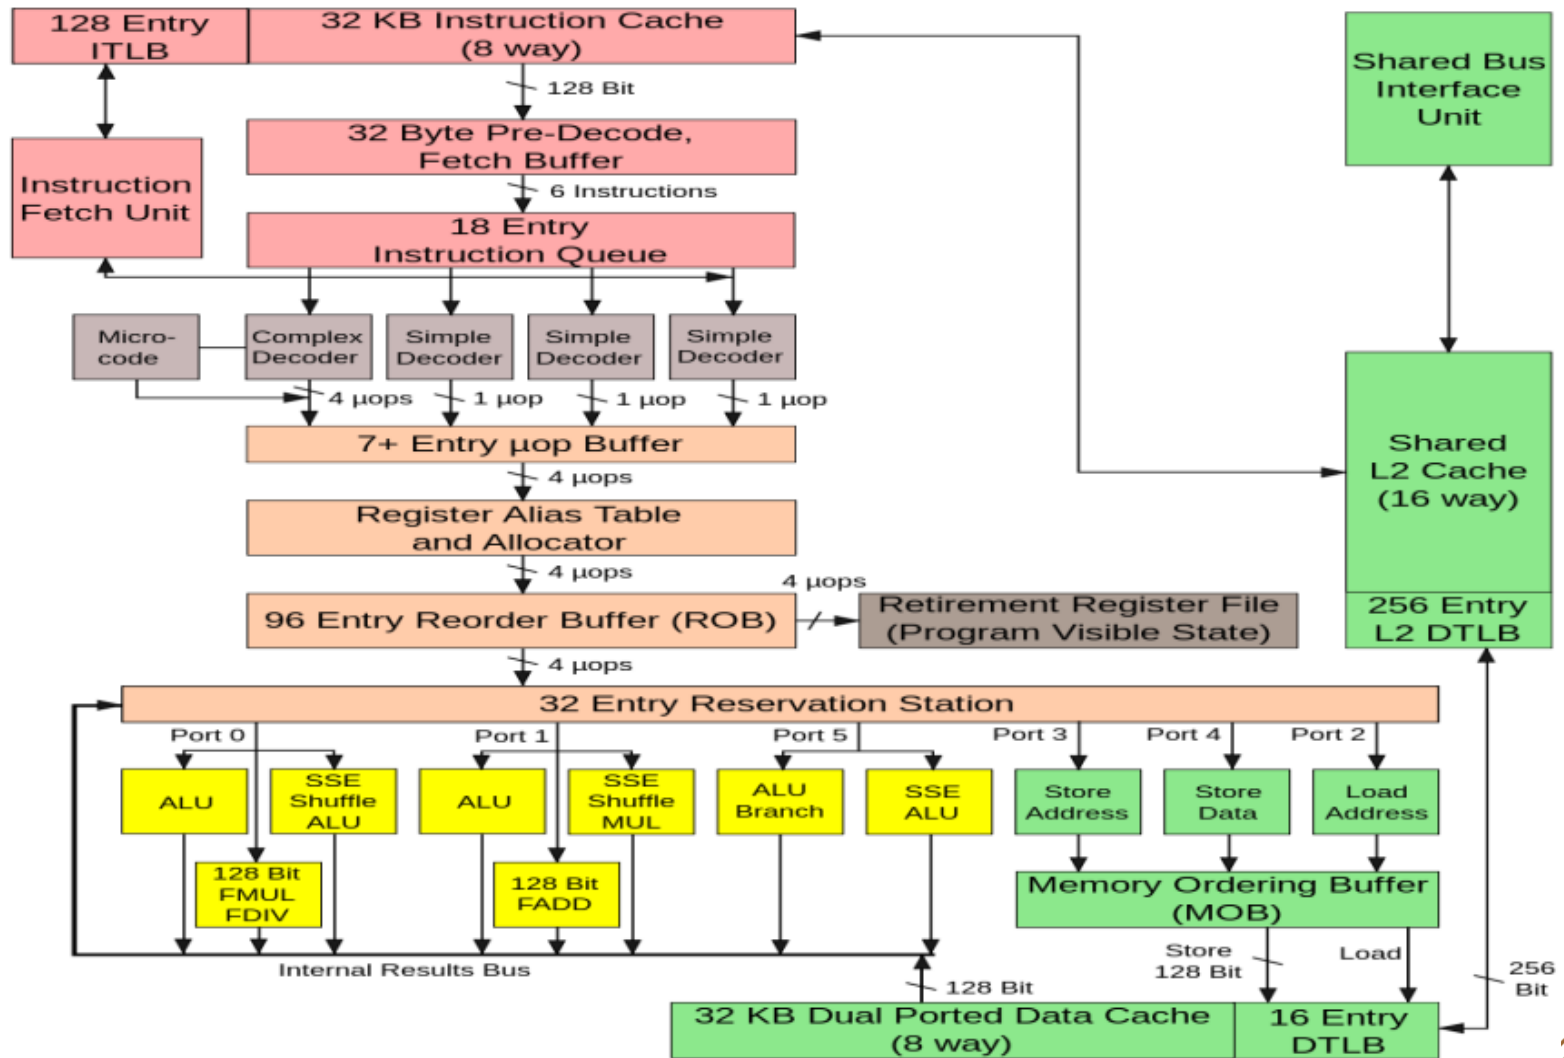 128 Entry
ITLB
32 KB Instruction Cache
(8 way)
Shared Bus
Interface
Unit
128 Bit
32 Byte Pre-Decode,
Fetch Buffer
Instruction
Fetch Unit
6 Instructions
18 Entry
Instruction Queue
Micro-
code
Complex
Decoder
Simple
Decoder
Simple
Decoder
Simple
Decoder
4 µops
1 µop
1 µop
1 µop
7+ Entry µop Buffer
4 µops
Register Alias Table
and Allocator
4 µops
Shared
L2 Cache
(16 way)
256 Entry
L2 DTLB
96 Entry Reorder Buffer (ROB)
4 µops
Retirement Register File
(Program Visible State)
4 µops
32 Entry Reservation Station
Port 0
Port 1
Port 5
Port 3
Port 4
Port 2
ALU
SSE
Shuffle
ALU
ALU
SSE
Shuffle
MUL
ALU
Branch
SSE
ALU
Store
Address
Store
Data
Load
Address
128 Bit
FMUL
FDIV
128 Bit
FADD
Memory Ordering Buffer
(MOB)
Internal Results Bus
Store
128 Bit
Load
256
Bit
128 Bit
32 KB Dual Ported Data Cache
(8 way)
16 Entry
DTLB